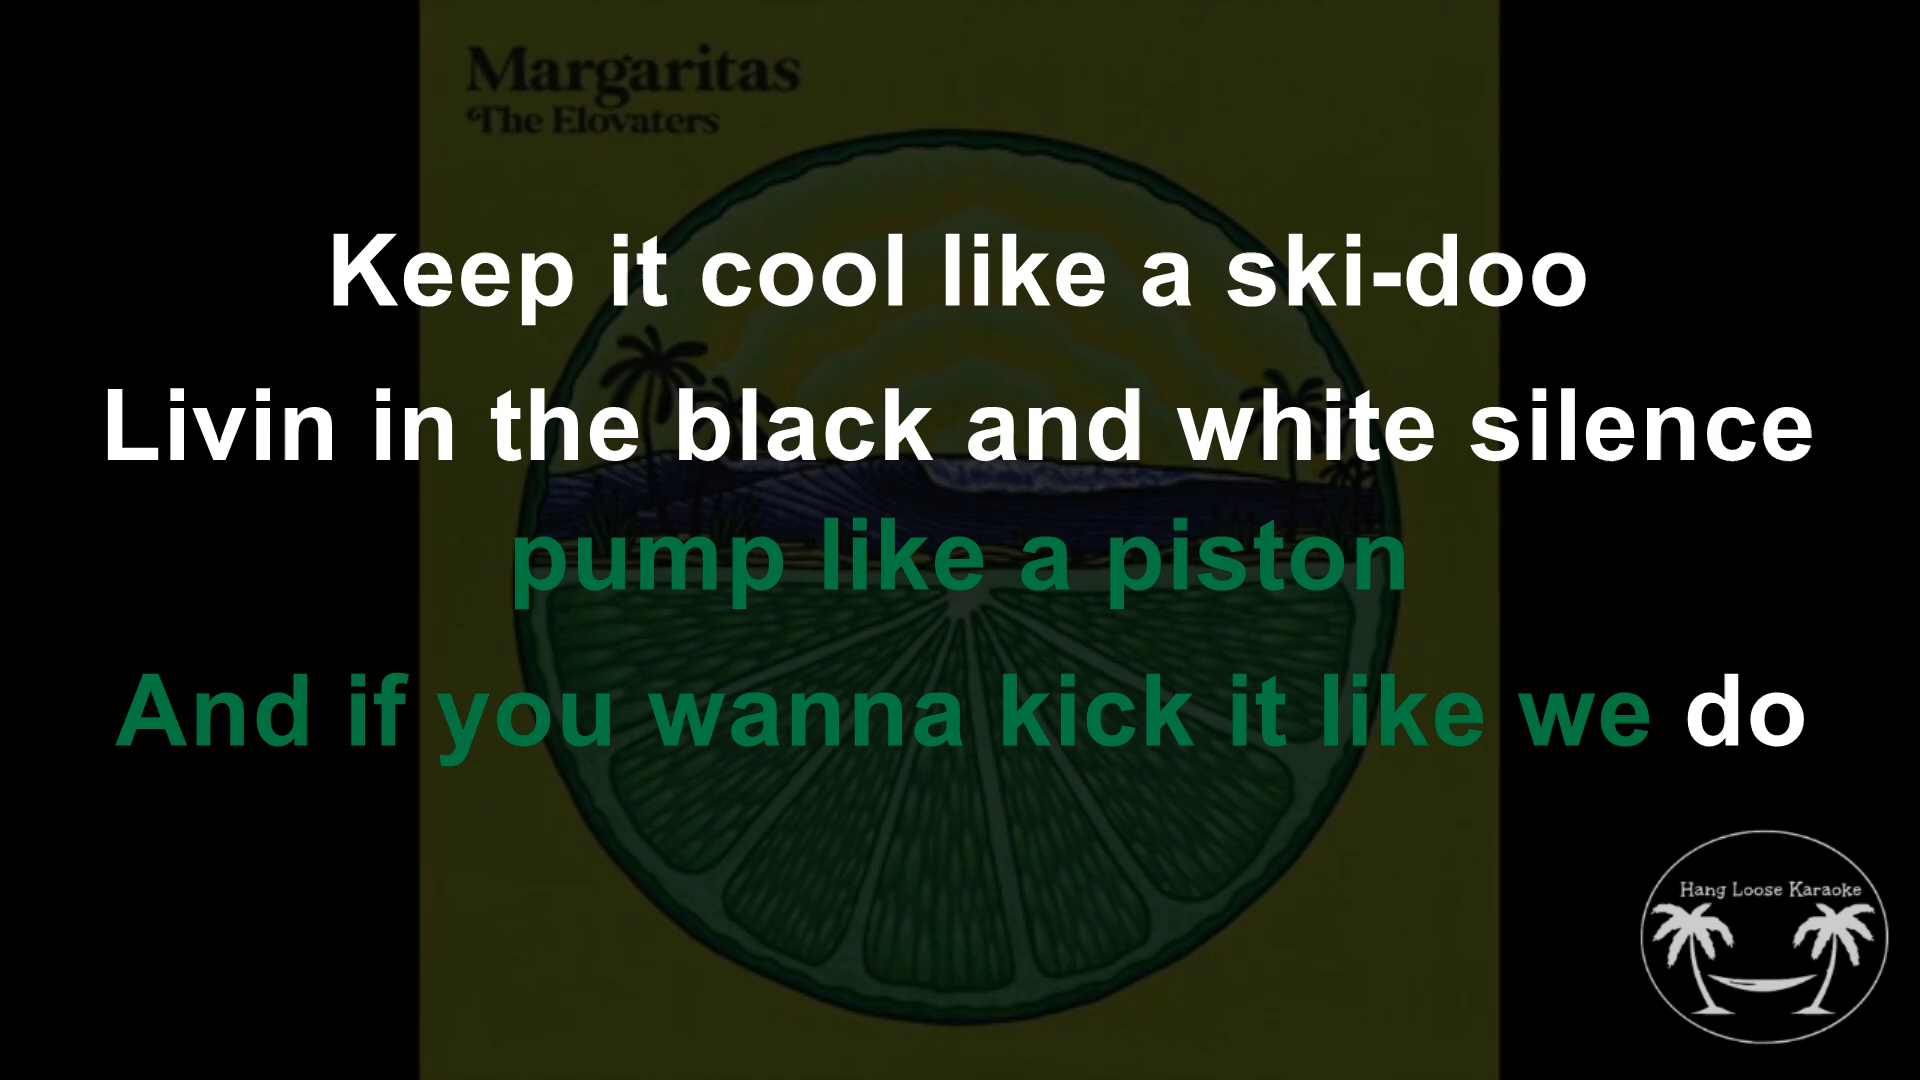 Margaritas
The Elovaters
Keep it cool like a ski-doo
Livin in the black and white silence
pump like a piston
And if you wanna kick it like we do
Hang Loose Karaoke